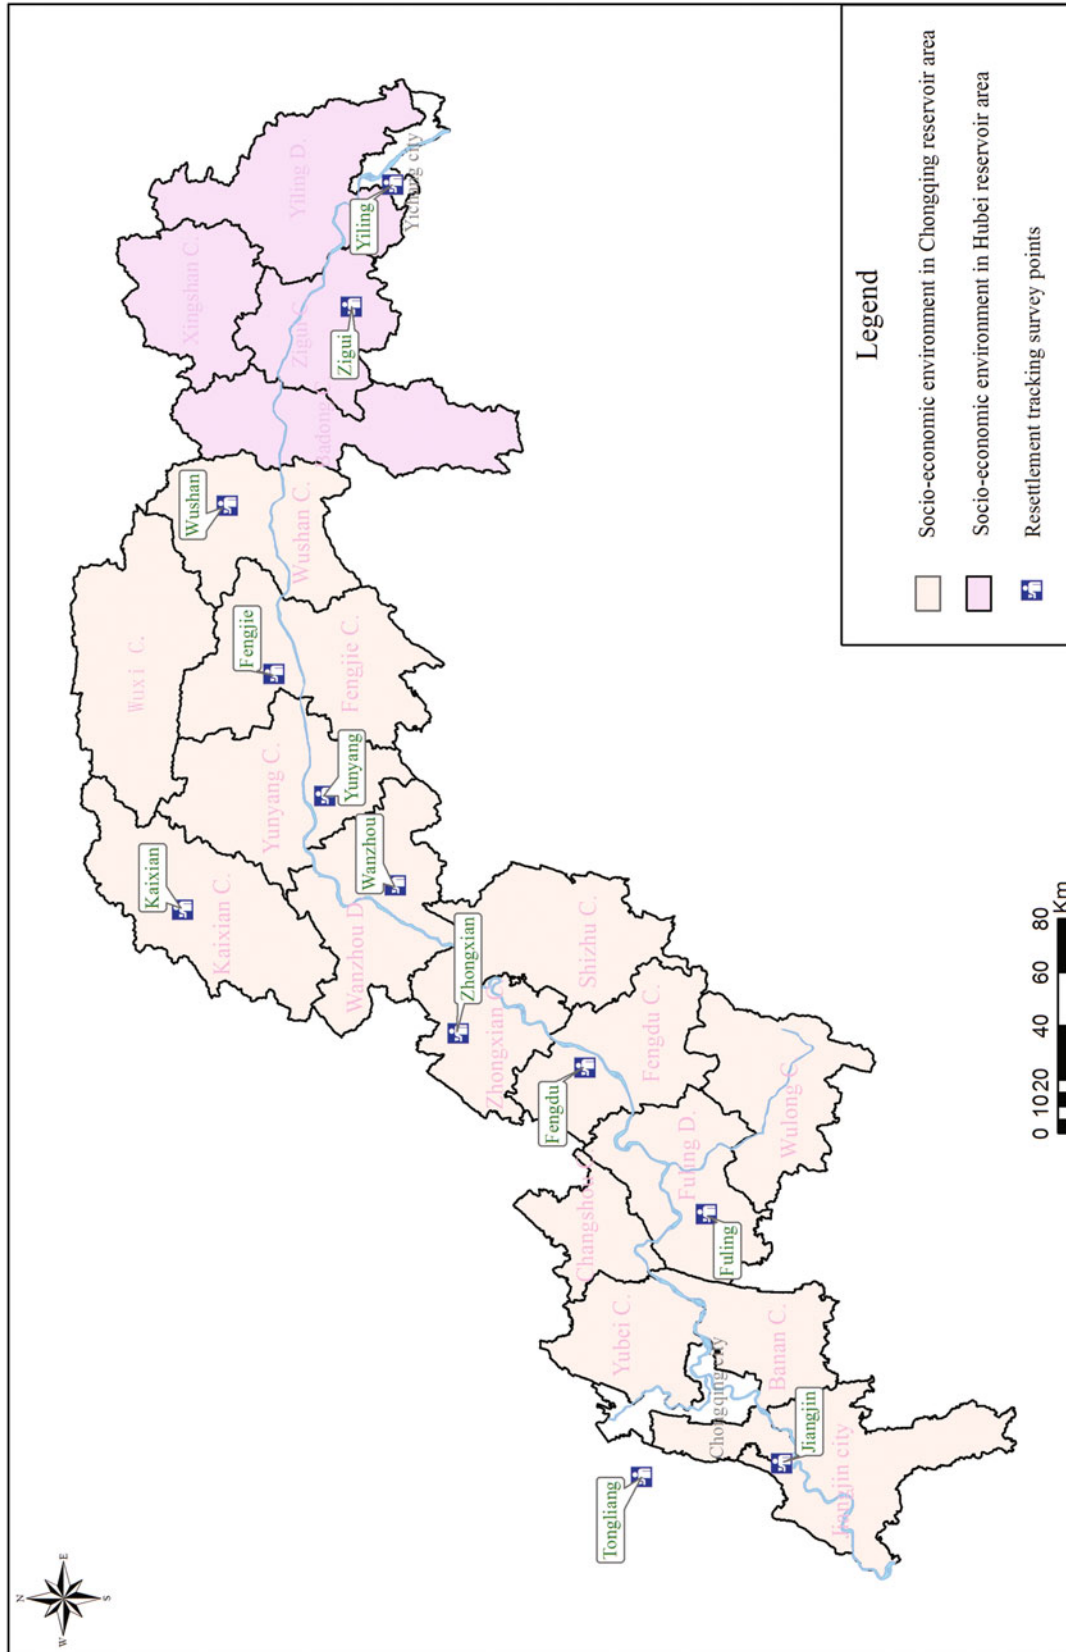 N
W
E
S
Xingshan C.
Yiling D.
Yiling
Yichang city
Zigui C.
Zigui
Badong
Wushan
Wushan C.
Wuxi C.
Fengjie
Fengjie C.
Yunyang C.
Yunyang
Kaixian
Kaixian C.
Wanzhou
Wanzhou D.
Zhongxian
Zhongxian C.
Shizhu C.
Fengdu
Fengdu C.
Wulong C.
Changshou
Fuling D.
Fuling
Yubei C.
Chongqing city
Banan C.
Tongliang
Jiangjin
Jiangjin city
0 10 20 40 60 80
Km
Legend
Socio-economic environment in Chongqing reservoir area
Socio-economic environment in Hubei reservoir area
Resettlement tracking survey points